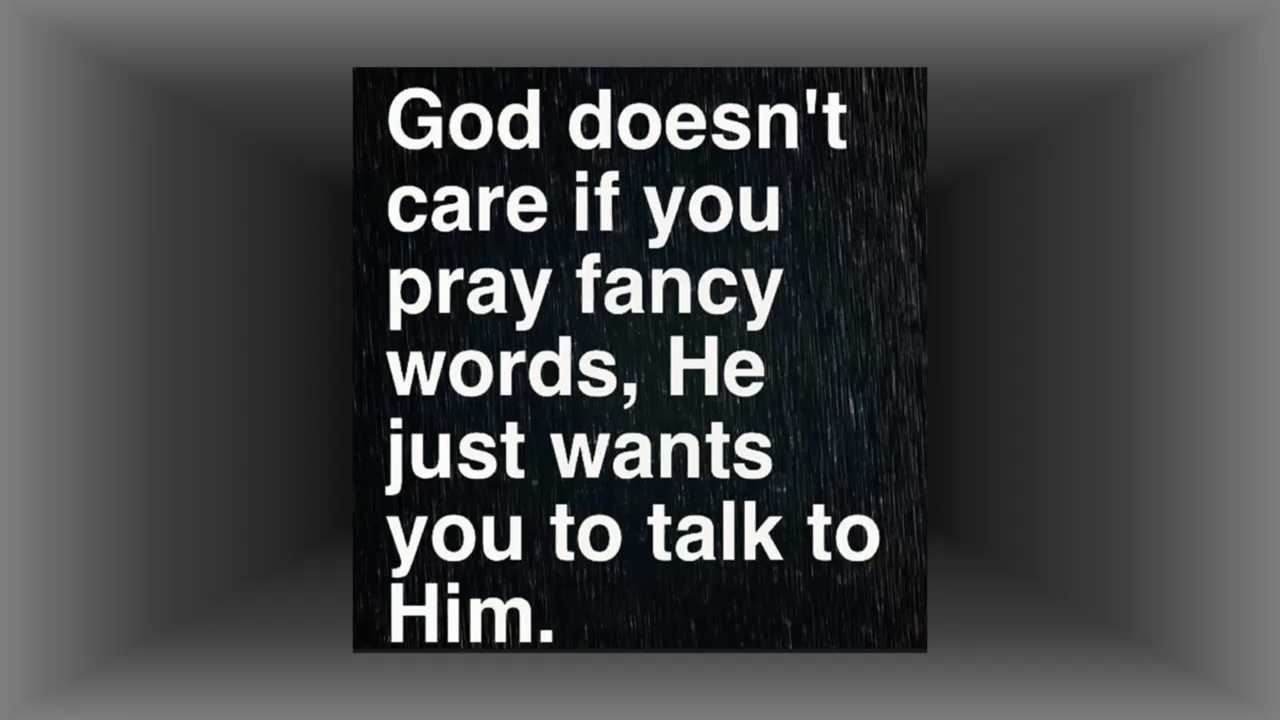 God doesn't
care if you
pray fancy
words, He
just wants
you to talk to
Him.